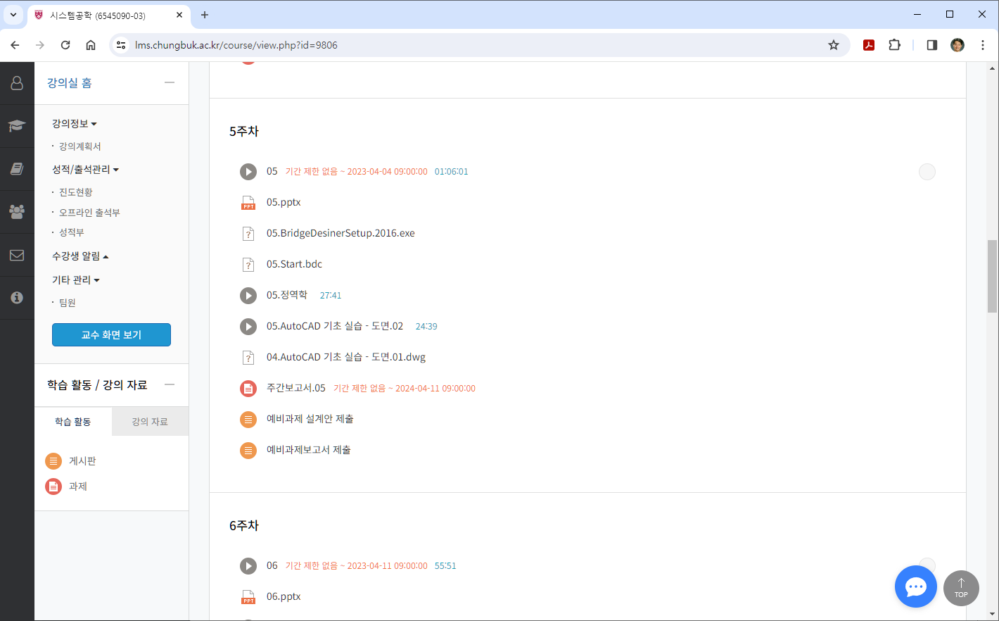 시스템공학 (6545090-03)
lms.chungbuk.ac.kr/course/view.php?id=9806
강의실 홈
강의정보
· 강의계획서
성적/출석관리
· 진도현황
· 오프라인 출석부
· 성적부
수강생 알림
기타 관리
· 팀원
교수 화면 보기
학습 활동 / 강의 자료
학습 활동 강의 자료
게시판
과제
5주차
05 기간 제한 없음 ~ 2023-04-04 09:00:00 01:06:01
PPT 05.pptx
? 05.BridgeDesinerSetup.2016.exe
? 05.Start.bdc
05.정역학 27:41
05.AutoCAD 기초 실습 - 도면.02 24:39
? 04.AutoCAD 기초 실습 - 도면.01.dwg
주간보고서.05 기간 제한 없음 ~ 2024-04-11 09:00:00
예비과제 설계안 제출
예비과제보고서 제출
6주차
06 기간 제한 없음 ~ 2023-04-11 09:00:00 55:51
PPT 06.pptx
TOP